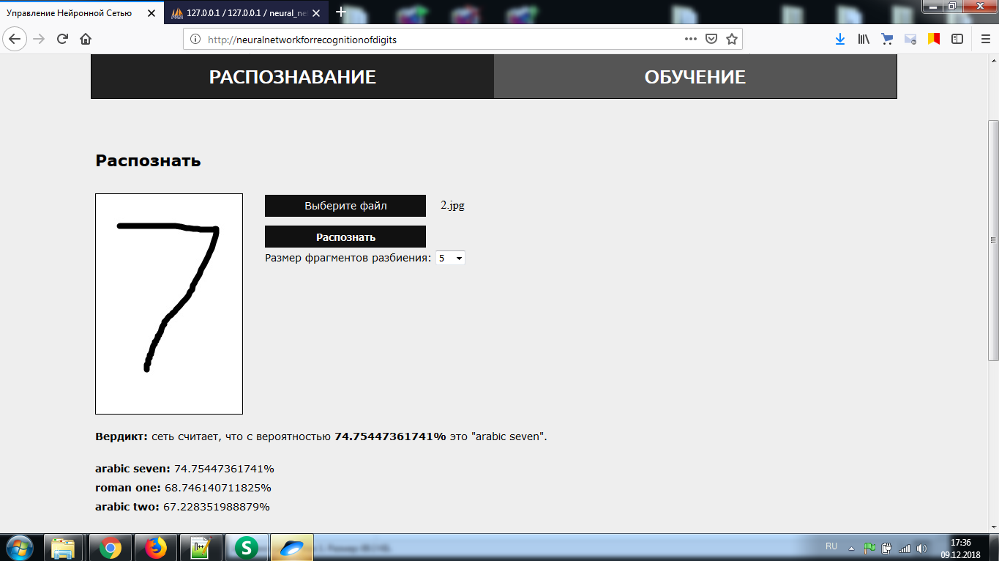 Управление Нейронной Сетью
127.0.0.1 / 127.0.0.1 / neural_ne
http://neuralnetworkforrecognitionofdigits
РАСПОЗНАВАНИЕ
ОБУЧЕНИЕ
Распознать
7
Выберите файл
2.jpg
Распознать
Размер фрагментов разбиения: 5
Вердикт: сеть считает, что с вероятностью 74.75447361741% это "arabic seven".
arabic seven: 74.75447361741%
roman one: 68.746140711825%
arabic two: 67.228351988879%
RU
17:36
09.12.2018